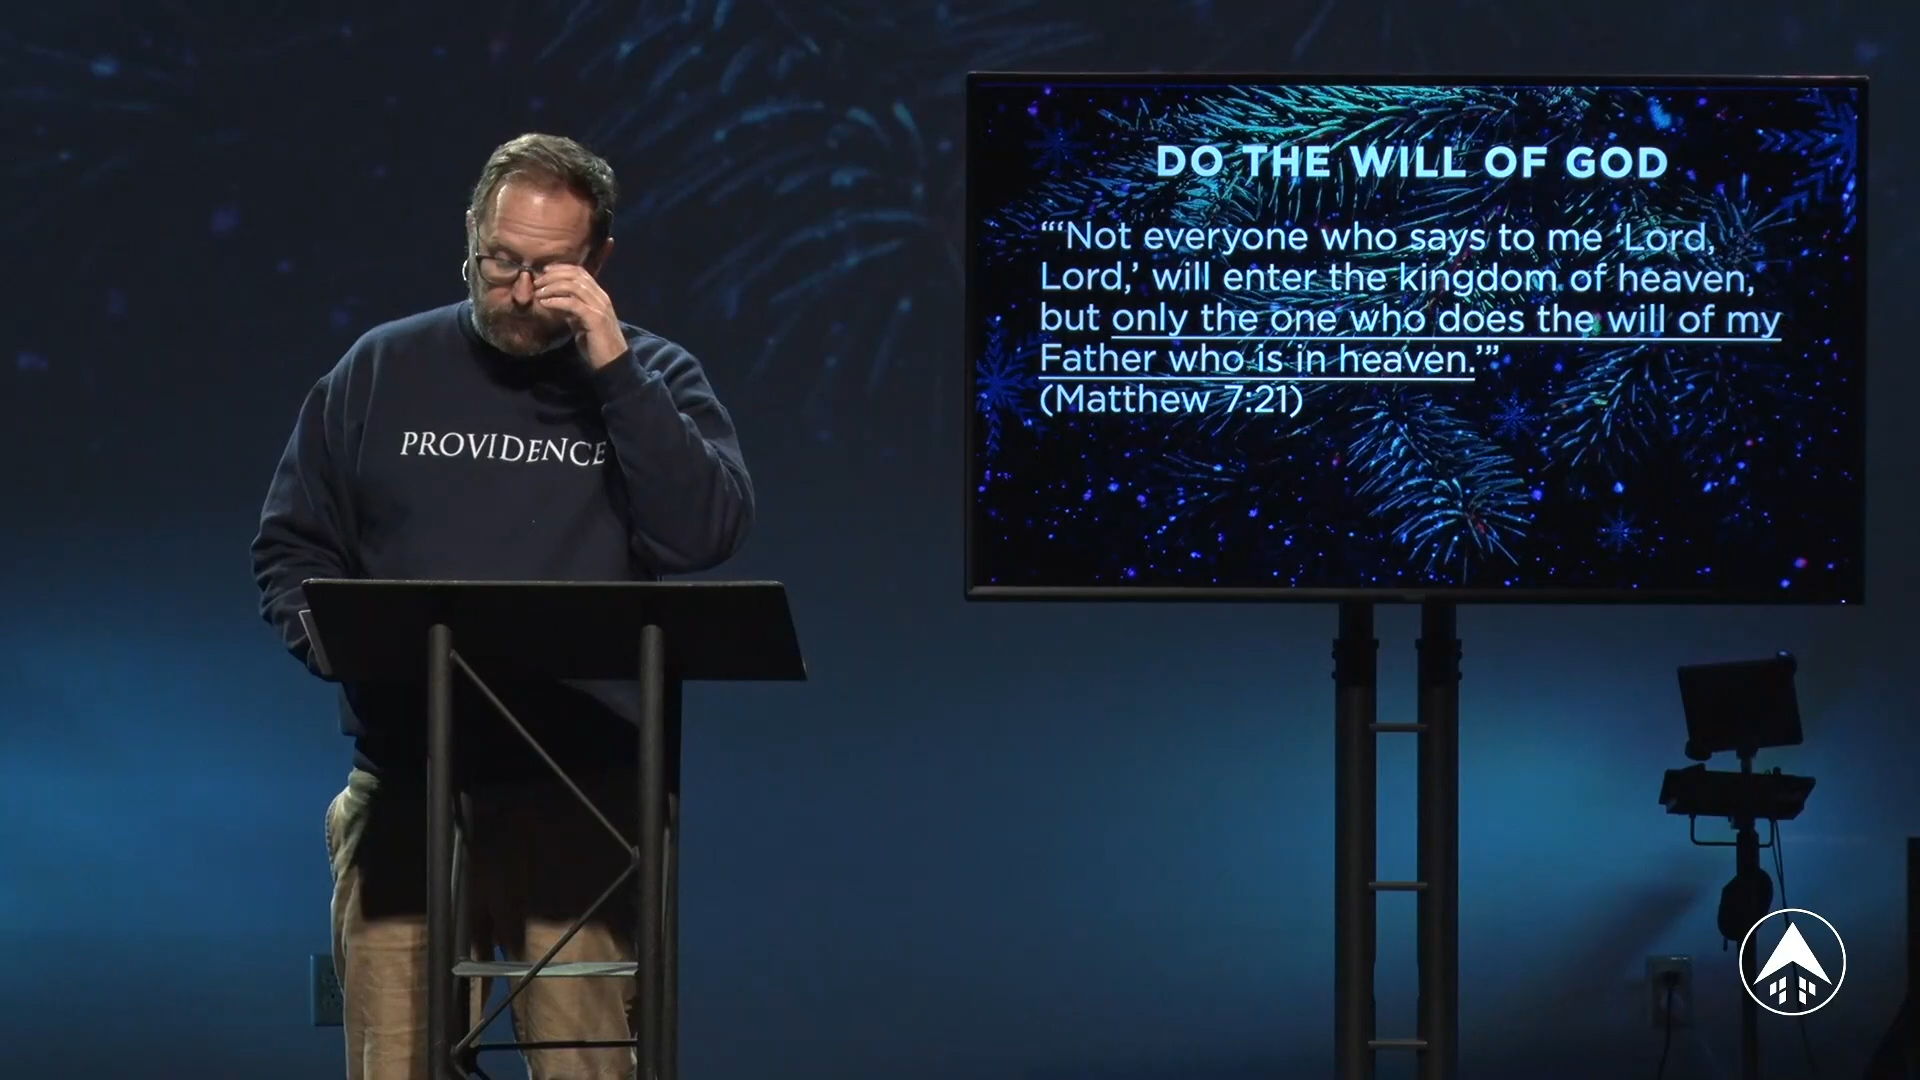 PROVIDENCE
DO THE WILL OF GOD
“‘Not everyone who says to me ‘Lord,
Lord,’ will enter the kingdom of heaven,
but only the one who does the will of my
Father who is in heaven.’”
(Matthew 7:21)